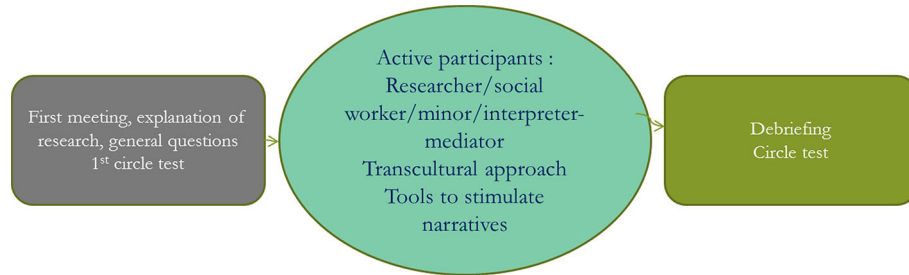 First meeting, explanation of
research, general questions
1st circle test
Active participants :
Researcher/social
worker/minor/interpreter-
mediator
Transcultural approach
Tools to stimulate
narratives
Debriefing
Circle test